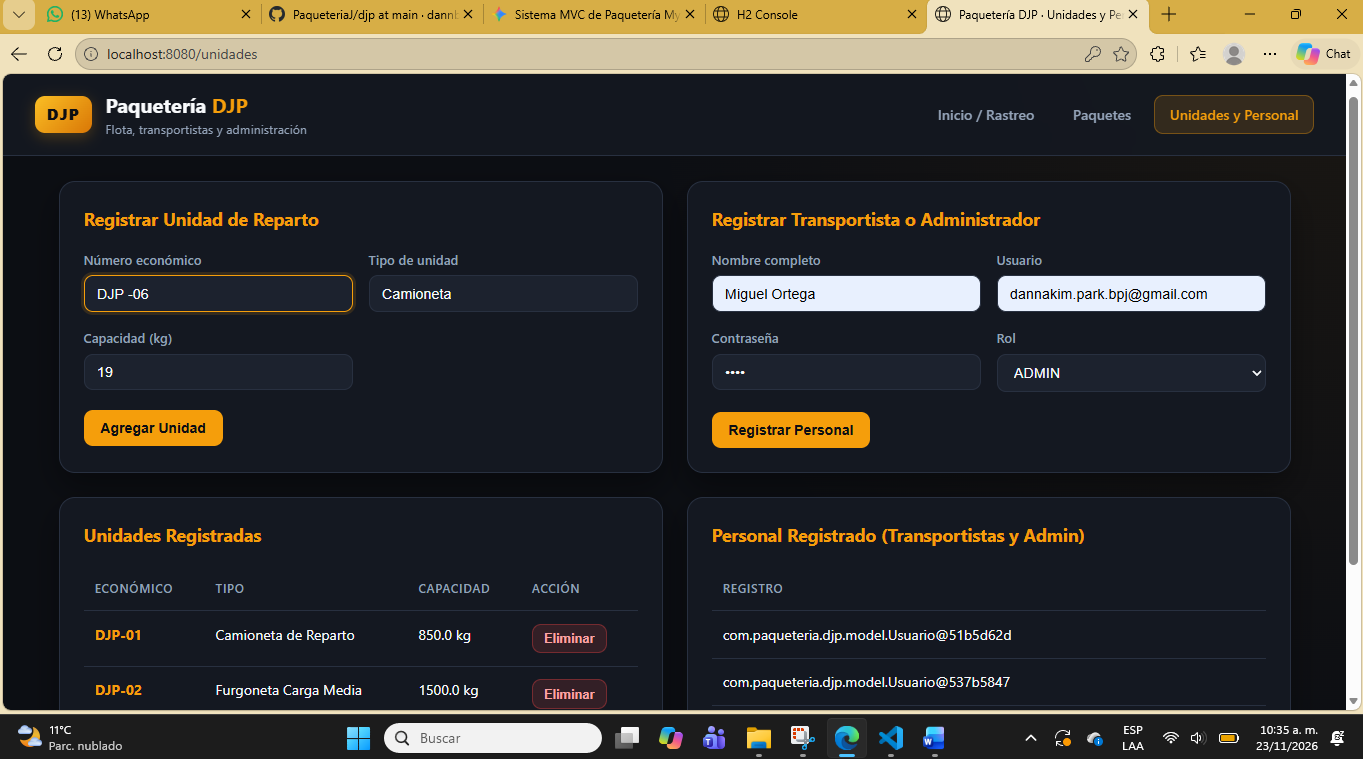 (13) WhatsApp
PaqueteriaJ/djp at main · dannb
Sistema MVC de Paquetería My
H2 Console
Paquetería DJP · Unidades y Pe
localhost:8080/unidades
Chat
DJP
Paquetería DJP
Flota, transportistas y administración
Inicio / Rastreo
Paquetes
Unidades y Personal
Registrar Unidad de Reparto
Número económico
Tipo de unidad
DJP -06
Camioneta
Capacidad (kg)
19
Agregar Unidad
Registrar Transportista o Administrador
Nombre completo
Usuario
Miguel Ortega
dannakim.park.bpj@gmail.com
Contraseña
Rol
••••
ADMIN
Registrar Personal
Unidades Registradas
ECONÓMICO TIPO CAPACIDAD ACCIÓN
DJP-01 Camioneta de Reparto 850.0 kg Eliminar
DJP-02 Furgoneta Carga Media 1500.0 kg Eliminar
Personal Registrado (Transportistas y Admin)
REGISTRO
com.paqueteria.djp.model.Usuario@51b5d62d
com.paqueteria.djp.model.Usuario@537b5847
11°C
Parc. nublado
Buscar
ESP
LAA
10:35 a. m.
23/11/2026